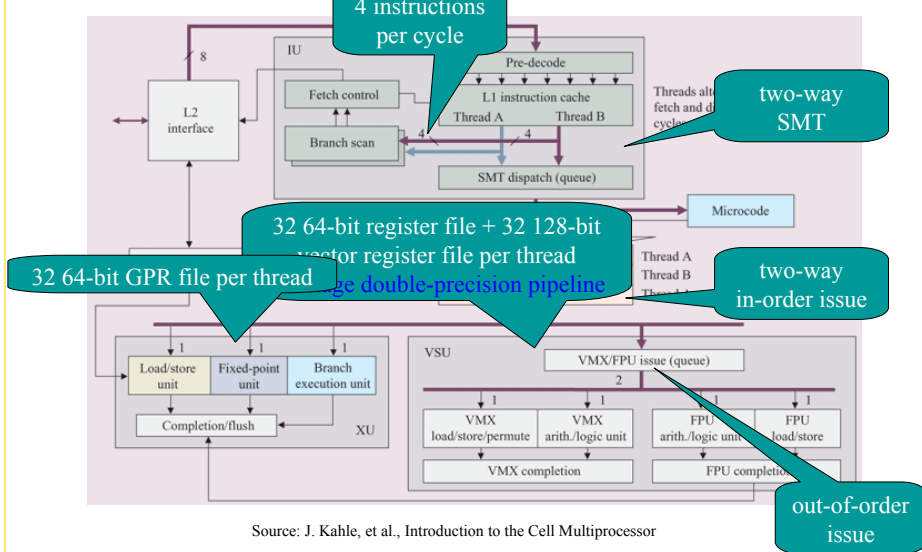 4 instructions
per cycle
IU
8
Pre-decode
Fetch control
L1 instruction cache
Thread A
Thread B
L2
interface
4
4
Branch scan
SMT dispatch (queue)
Threads
fetch and
two-way
SMT
Microcode
32 64-bit register file + 32 128-bit
vector register file per thread
double-precision pipeline
32 64-bit GPR file per thread
Thread A
Thread B
two-way
in-order issue
1
1
1
Load/store
unit
Fixed-point
unit
Branch
execution unit
Completion/flush
XU
VSU
VMX/FPU issue (queue)
2
1
1
1
1
VMX
load/store/permute
VMX
arith./logic unit
FPU
arith./logic unit
FPU
load/store
VMX completion
FPU completion
out-of-order
issue
Source: J. Kahle, et al., Introduction to the Cell Multiprocessor